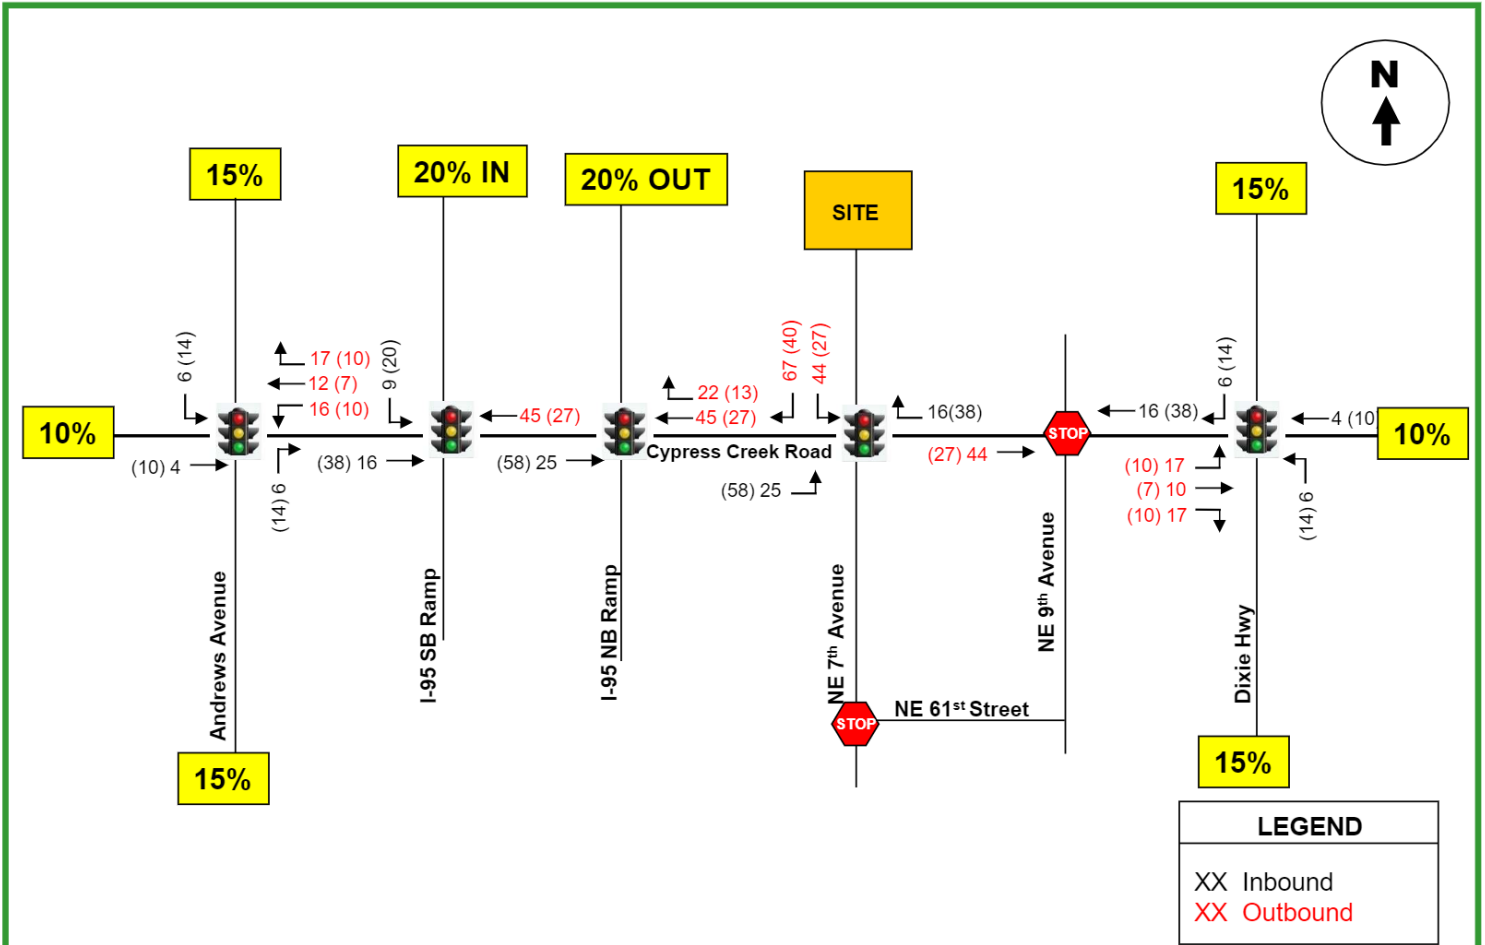 N
15%
20% IN
20% OUT
SITE
15%
6 (14)
17 (10)
12 (7)
16 (10)
9 (20)
45 (27)
22 (13)
45 (27)
67 (40)
44 (27)
16(38)
16 (38)
6 (14)
4 (10)
10%
STOP
10%
Cypress Creek Road
(10) 4
(14) 6
(38) 16
(58) 25
(58) 25
(27) 44
(10) 17
(7) 10
(10) 17
(14) 6
Andrews Avenue
I-95 SB Ramp
I-95 NB Ramp
NE 7th Avenue
NE 9th Avenue
Dixie Hwy
STOP
NE 61st Street
15%
15%
LEGEND
XX Inbound
XX Outbound